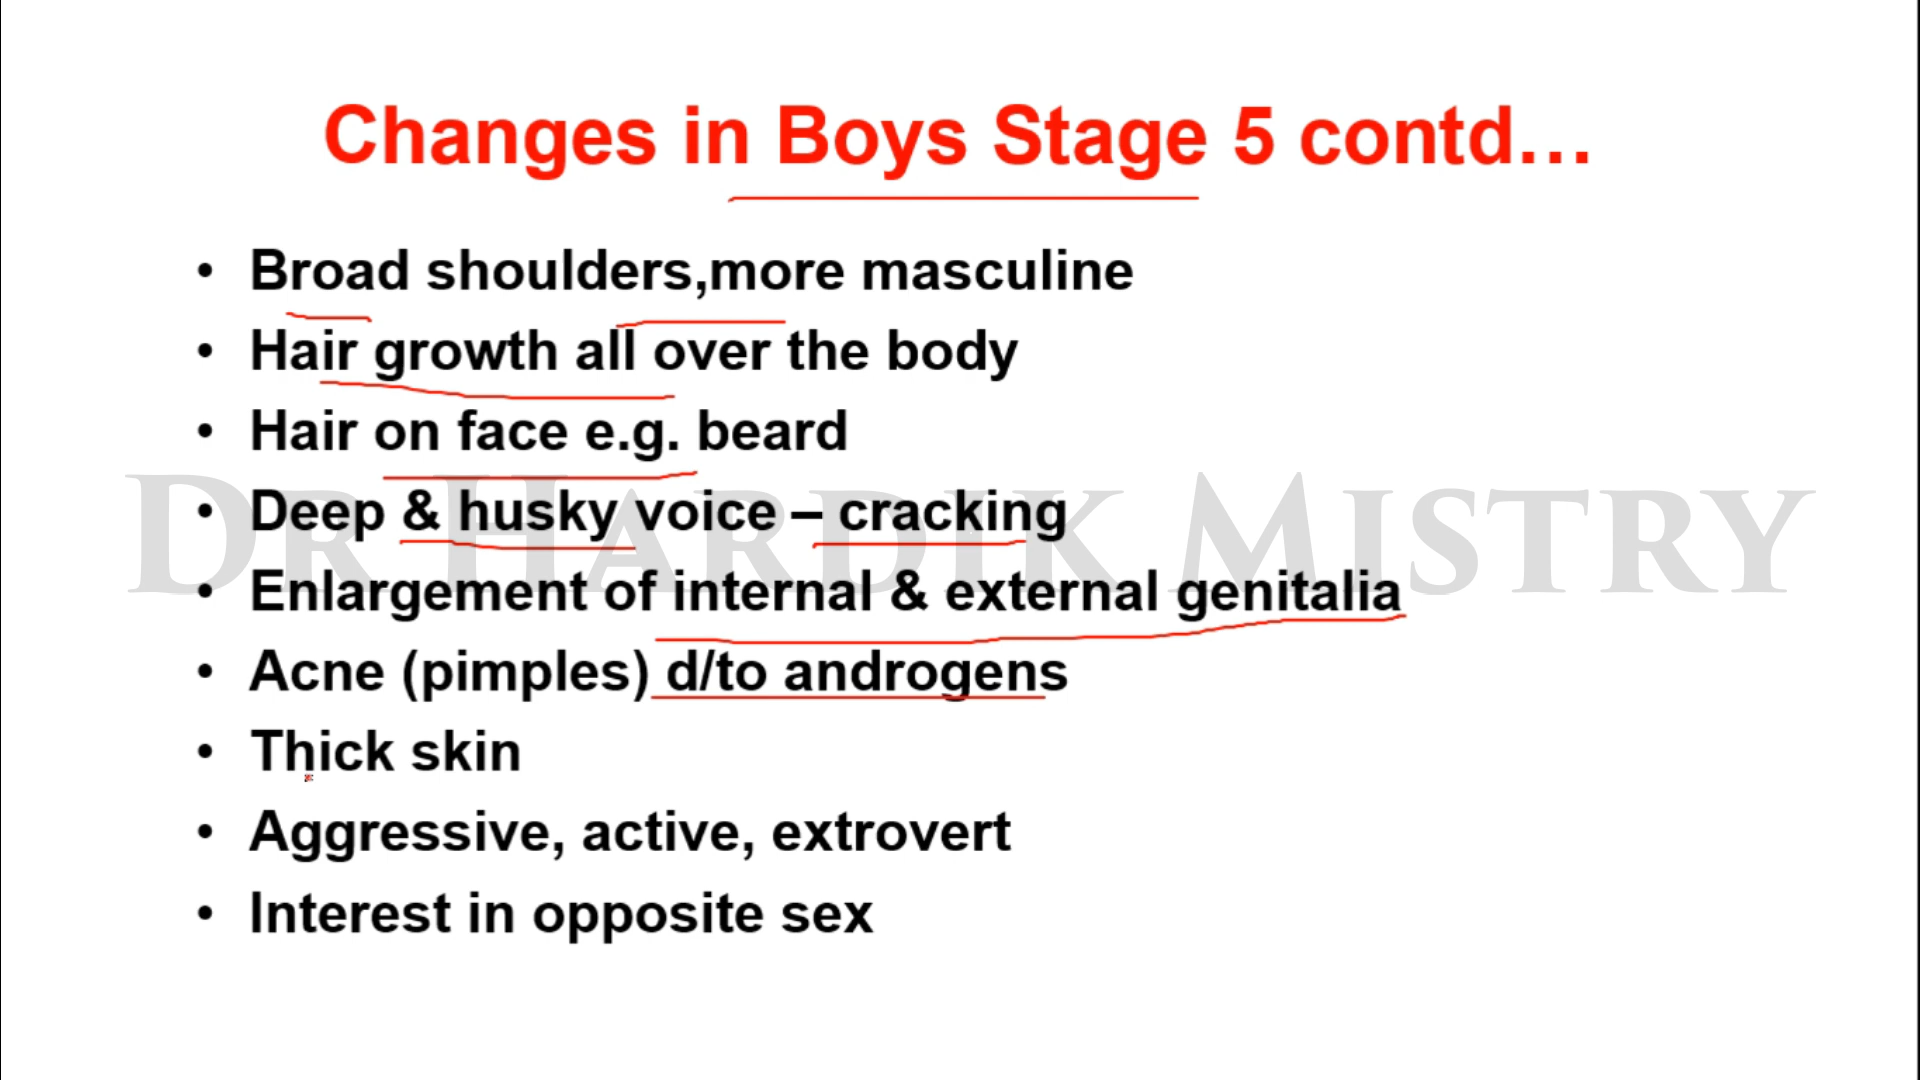 Changes in Boys Stage 5 contd...
• Broad shoulders,more masculine
• Hair growth all over the body
• Hair on face e.g. beard
• Deep & husky voice – cracking
DR HARDIK MISTRY
• Enlargement of internal & external genitalia
• Acne (pimples) d/to androgens
• Thick skin
• Aggressive, active, extrovert
• Interest in opposite sex